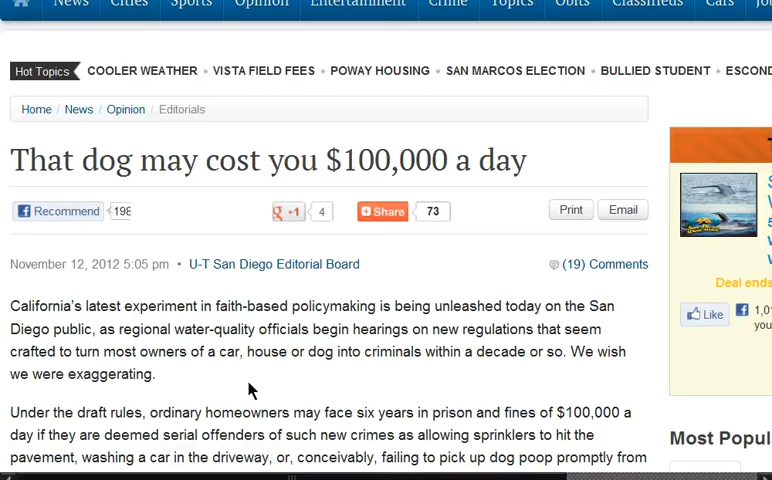 News Cities Sports Opinion Entertainment Crime Topics Obits Classifieds Cars
Hot Topics COOLER WEATHER • VISTA FIELD FEES • POWAY HOUSING • SAN MARCOS ELECTION • BULLIED STUDENT • ESCOND
Home / News / Opinion / Editorials
That dog may cost you $100,000 a day
Recommend 198
g +1 4
Share 73
Print Email
November 12, 2012 5:05 pm • U-T San Diego Editorial Board
(19) Comments
California's latest experiment in faith-based policymaking is being unleashed today on the San
Diego public, as regional water-quality officials begin hearings on new regulations that seem
crafted to turn most owners of a car, house or dog into criminals within a decade or so. We wish
we were exaggerating.
Under the draft rules, ordinary homeowners may face six years in prison and fines of $100,000 a
day if they are deemed serial offenders of such new crimes as allowing sprinklers to hit the
pavement, washing a car in the driveway, or, conceivably, failing to pick up dog poop promptly from
Deal ends
Like
1,0
you
Most Popul